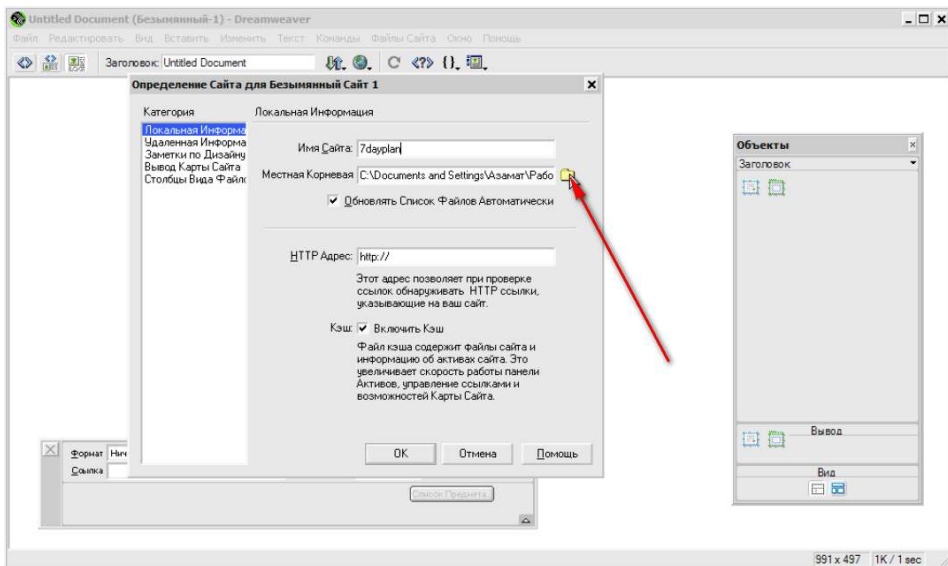 Untitled Document (Безымянный-1) - Dreamweaver
Файл Редактировать Вид Вставить Изменить Текст Команды Файлы Сайта Окно Помощь
Заголовок: Untitled Document
Определение Сайта для Безымянный Сайт 1
Категория
Локальная Информа
Удаленная Информа
Заметки по Дизайну
Вывод Карты Сайта
Столбцы Вида Файло
Локальная Информация
Имя Сайта: 7dayplan
Местная Корневая C:\Documents and Settings\Азамат\Рабо
Обновлять Список Файлов Автоматически
HTTP Адрес: http://
Этот адрес позволяет при проверке
ссылок обнаруживать HTTP ссылки,
указывающие на ваш сайт.
Кэш: Включить Кэш
Файл кэша содержит файлы сайта и
информацию об активах сайта. Это
увеличивает скорость работы панели
Активов, управление ссылками и
возможностей Карты Сайта.
OK Отмена Помощь
Объекты
Заголовок
Вывод
Вид
Формат Нич
Ссылка
Список Предмета...
991 x 497 1K / 1 sec